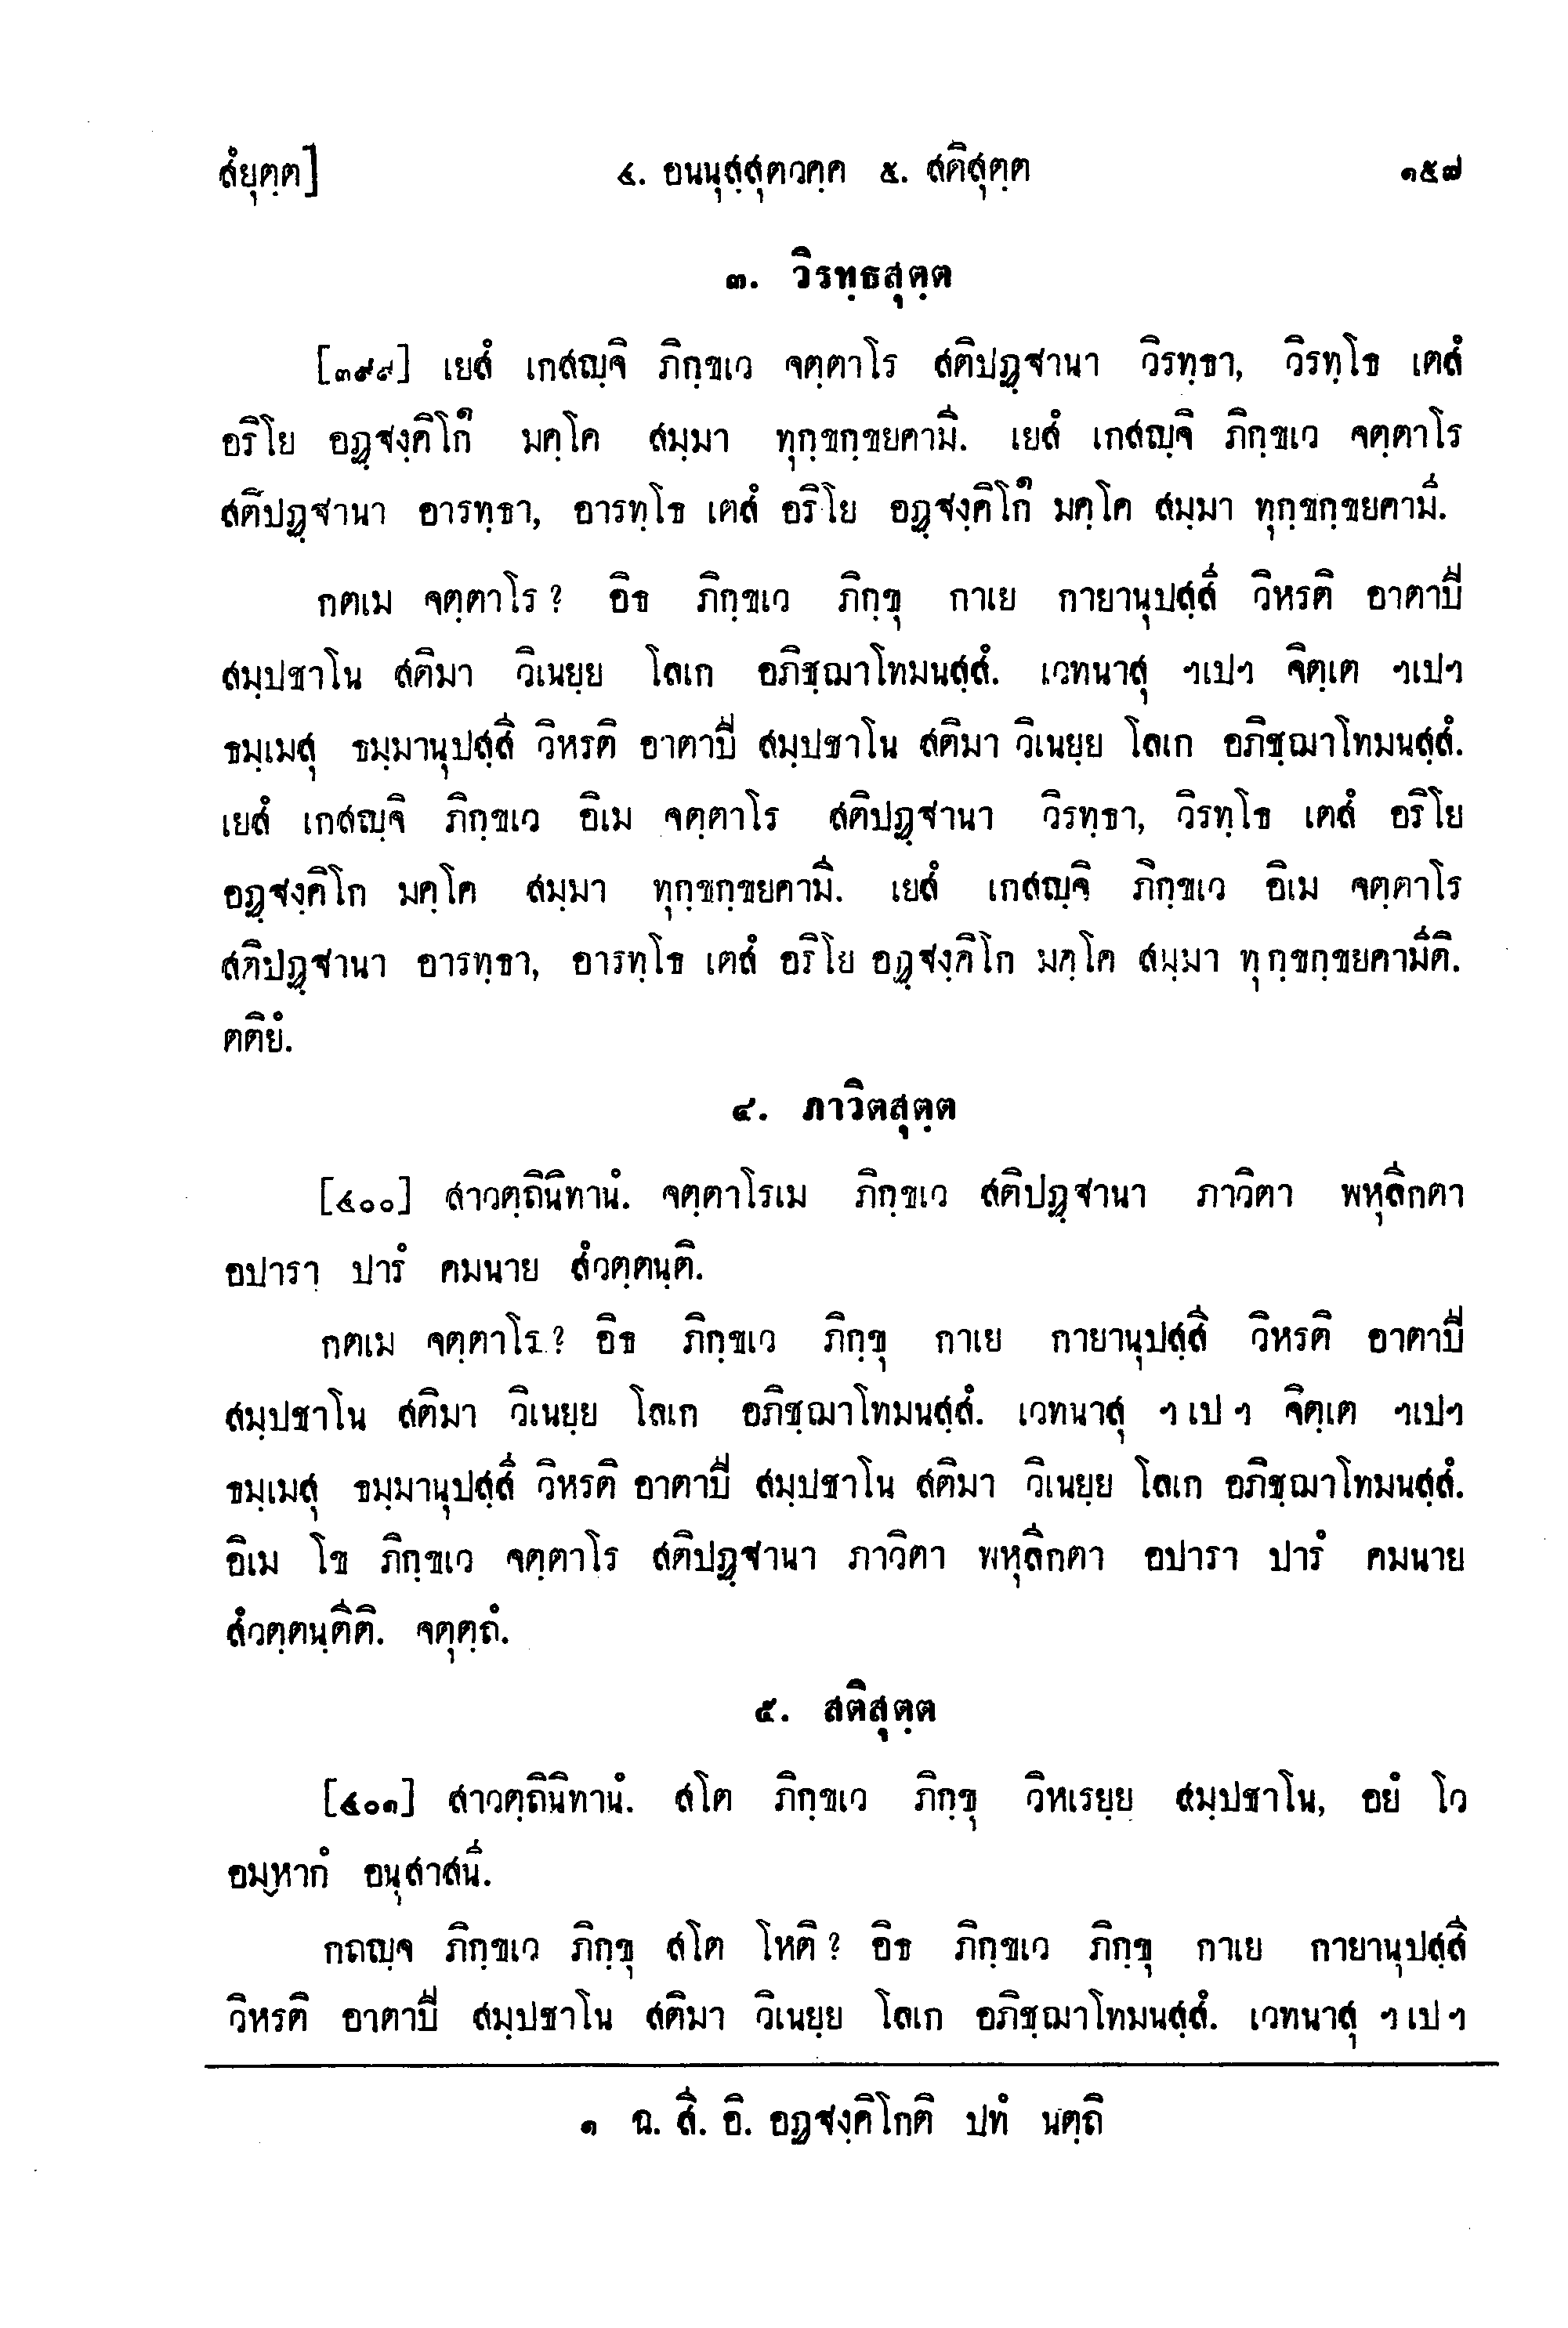 สํยุตฺต]	๔. อนนุสฺสุตวคฺค ๕. สติสุตฺต	๑๕๗
๓. วิรทฺธสุตฺต
[๓๙๙] เยสํ เกสญฺจิ ภิกฺขเว จตฺตาโร สติปฏฺฐานา วิรทฺธา, วิรทฺโธ เตสํ
อริโย อฏฺฐงฺคิโก๑ มคฺโค สมฺมา ทุกฺขกฺขยคามี. เยสํ เกสญฺจิ ภิกฺขเว จตฺตาโร
สติปฏฺฐานา อารทฺธา, อารทฺโธ เตสํ อริโย อฏฺฐงฺคิโก๑ มคฺโค สมฺมา ทุกฺขกฺขยคามี.
กตเม จตฺตาโร? อิธ ภิกฺขเว ภิกฺขุ กาเย กายานุปสฺสี วิหรติ อาตาปี
สมฺปชาโน สติมา วิเนยฺย โลเก อภิชฺฌาโทมนสฺสํ. เวทนาสุ ฯเปฯ จิตฺเต ฯเปฯ
ธมฺเมสุ ธมฺมานุปสฺสี วิหรติ อาตาปี สมฺปชาโน สติมา วิเนยฺย โลเก อภิชฺฌาโทมนสฺสํ.
เยสํ เกสญฺจิ ภิกฺขเว อิเม จตฺตาโร สติปฏฺฐานา วิรทฺธา, วิรทฺโธ เตสํ อริโย
อฏฺฐงฺคิโก มคฺโค สมฺมา ทุกฺขกฺขยคามี. เยสํ เกสญฺจิ ภิกฺขเว อิเม จตฺตาโร
สติปฏฺฐานา อารทฺธา, อารทฺโธ เตสํ อริโย อฏฺฐงฺคิโก มคฺโค สมฺมา ทุกฺขกฺขยคามีติ.
ตติยํ.
๔. ภาวิตสุตฺต
[๔๐๐] สาวตฺถินิทานํ. จตฺตาโรเม ภิกฺขเว สติปฏฺฐานา ภาวิตา พหุลีกตา
อปารา ปารํ คมนาย สํวตฺตนฺติ.
กตเม จตฺตาโร? อิธ ภิกฺขเว ภิกฺขุ กาเย กายานุปสฺสี วิหรติ อาตาปี
สมฺปชาโน สติมา วิเนยฺย โลเก อภิชฺฌาโทมนสฺสํ. เวทนาสุ ฯ เป ฯ จิตฺเต ฯเปฯ
ธมฺเมสุ ธมฺมานุปสฺสี วิหรติ อาตาปี สมฺปชาโน สติมา วิเนยฺย โลเก อภิชฺฌาโทมนสฺสํ.
อิเม โข ภิกฺขเว จตฺตาโร สติปฏฺฐานา ภาวิตา พหุลีกตา อปารา ปารํ คมนาย
สํวตฺตนฺตีติ. จตุตฺถํ.
๕. สติสุตฺต
[๔๐๑] สาวตฺถินิทานํ. สโต ภิกฺขเว ภิกฺขุ วิหเรยฺย สมฺปชาโน, อยํ โว
อมฺหากํ อนุสาสนี.
กถญฺจ ภิกฺขเว ภิกฺขุ สโต โหติ? อิธ ภิกฺขเว ภิกฺขุ กาเย กายานุปสฺสี
วิหรติ อาตาปี สมฺปชาโน สติมา วิเนยฺย โลเก อภิชฺฌาโทมนสฺสํ. เวทนาสุ ฯ เป ฯ
๑ ฉ. สี. อิ. อฏฺฐงฺคิโกติ ปทํ นตฺถิ